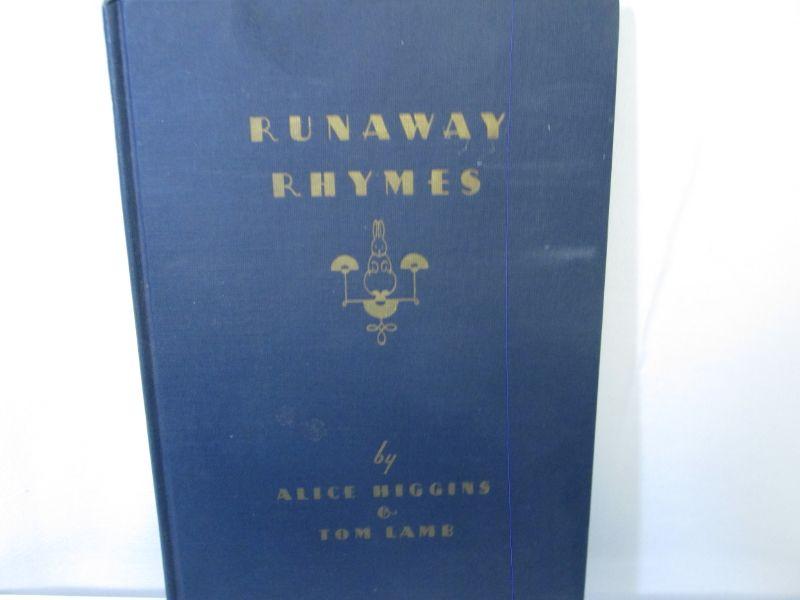 RUNAWAY
RHYMES
by
ALICE HIGGINS
&
TOM LAMB